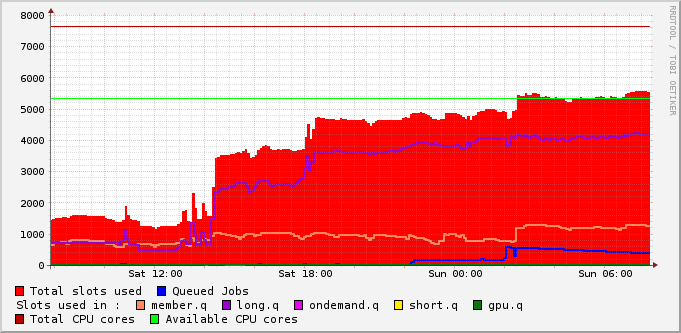 8000
7000
6000
5000
4000
3000
2000
1000
0
Sat 12:00 Sat 18:00 Sun 00:00 Sun 06:00
RRDTOOL / TOBI OETIKER
Total slots used Queued Jobs
Slots used in : member.q long.q ondemand.q short.q gpu.q
Total CPU cores Available CPU cores